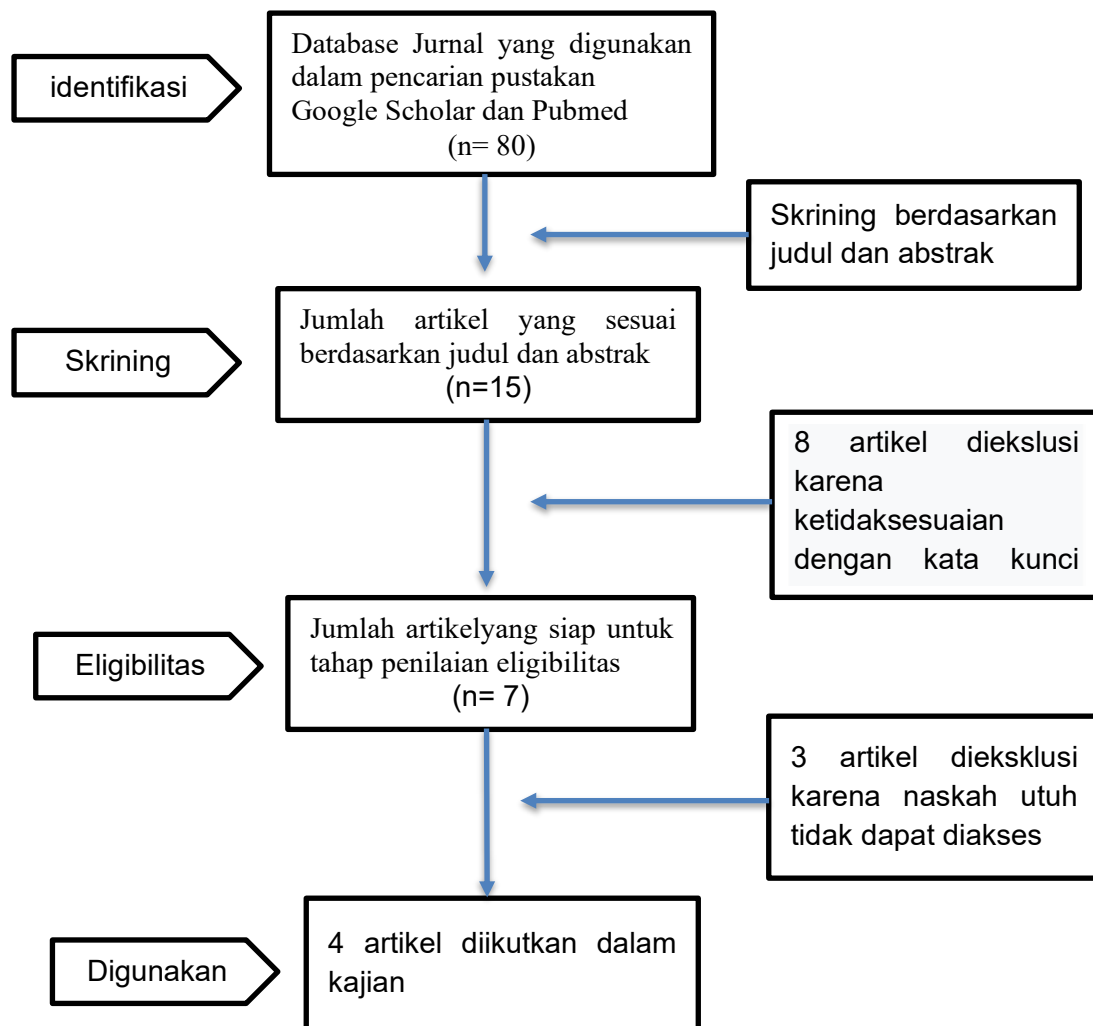 identifikasi
Database Jurnal yang digunakan
dalam pencarian pustakan
Google Scholar dan Pubmed
(n= 80)
Skrining berdasarkan
judul dan abstrak
Skrining
Jumlah artikel yang sesuai
berdasarkan judul dan abstrak
(n=15)
8 artikel diekslusi
karena
ketidaksesuaian
dengan kata kunci
Eligibilitas
Jumlah artikelyang siap untuk
tahap penilaian eligibilitas
(n= 7)
3 artikel dieksklusi
karena naskah utuh
tidak dapat diakses
Digunakan
4 artikel diikutkan dalam
kajian